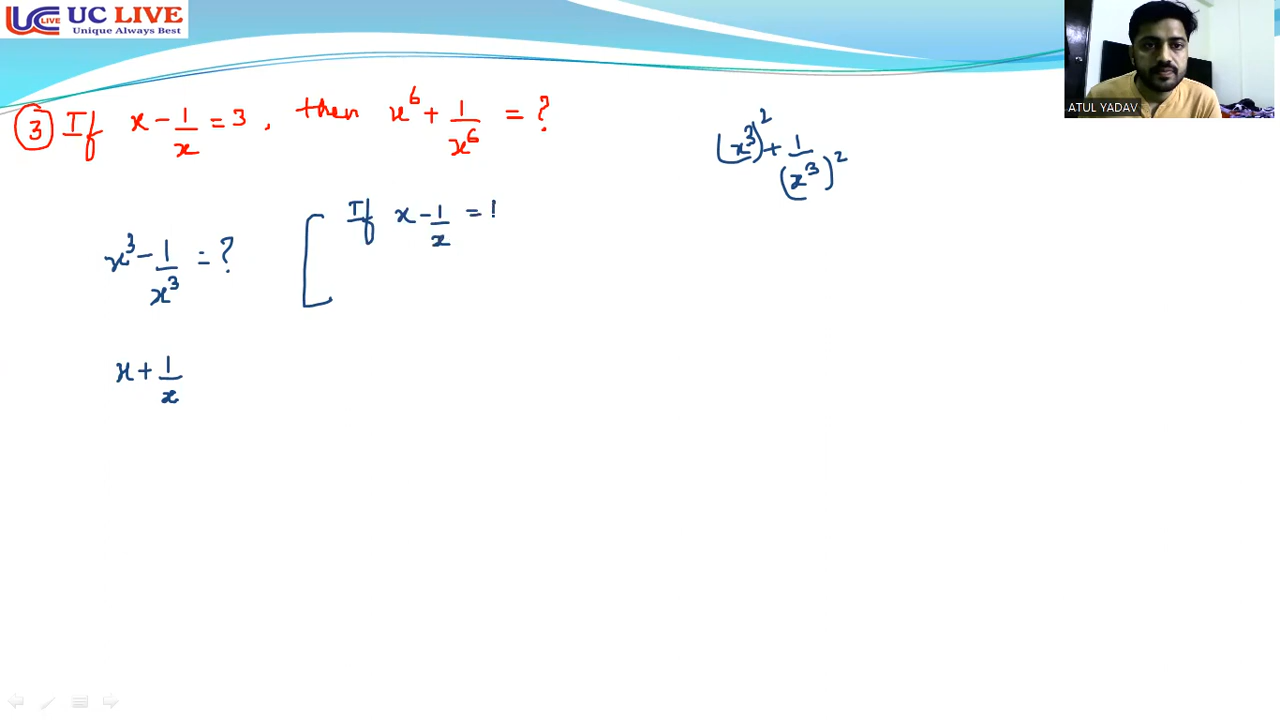 UC LIVE
LIVE
Unique Always Best
ATUL YADAV
③ If x - 1/x = 3, then x^6 + 1/x^6 = ?
(x^3)^2 + 1/(x^3)^2
If x - 1/x = !
x^3 - 1/x^3 = ?
x + 1/x